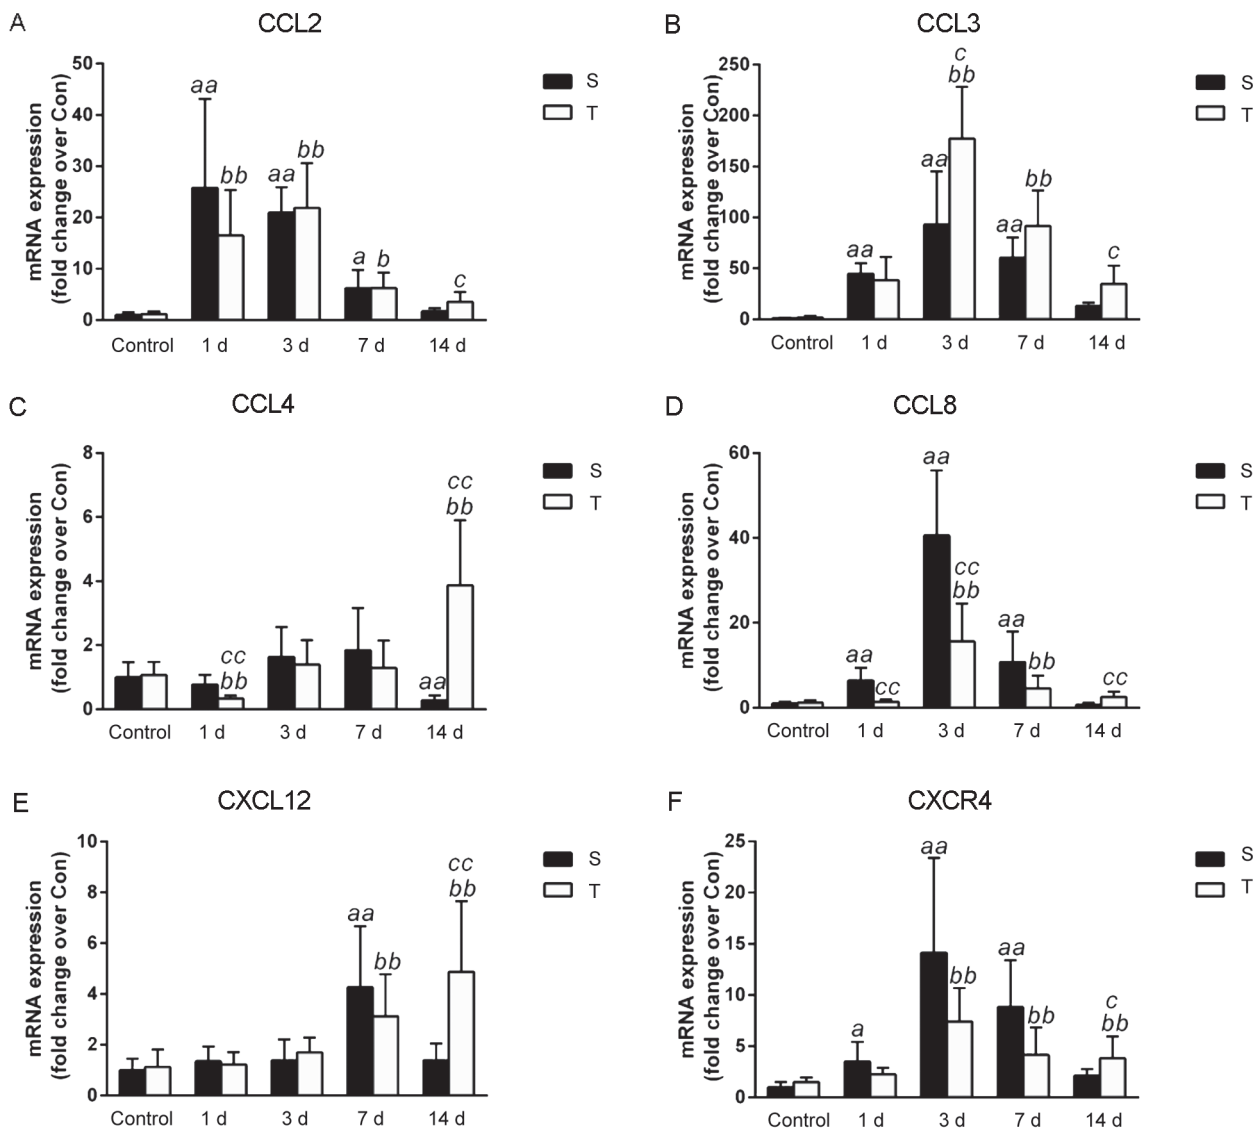 A
CCL2
mRNA expression
(fold change over Con)
50
40
30
20
10
0
aa
bb
aa
bb
a
b
c
Control
1 d
3 d
7 d
14 d
S
T
B
CCL3
mRNA expression
(fold change over Con)
250
200
150
100
50
0
aa
aa
c
bb
aa
bb
c
Control
1 d
3 d
7 d
14 d
S
T
C
CCL4
mRNA expression
(fold change over Con)
8
6
4
2
0
cc
bb
aa
cc
bb
Control
1 d
3 d
7 d
14 d
S
T
D
CCL8
mRNA expression
(fold change over Con)
60
40
20
0
aa
cc
aa
cc
bb
aa
bb
cc
Control
1 d
3 d
7 d
14 d
S
T
E
CXCL12
mRNA expression
(fold change over Con)
10
8
6
4
2
0
aa
bb
cc
bb
Control
1 d
3 d
7 d
14 d
S
T
F
CXCR4
mRNA expression
(fold change over Con)
25
20
15
10
5
0
a
aa
bb
aa
bb
c
bb
Control
1 d
3 d
7 d
14 d
S
T